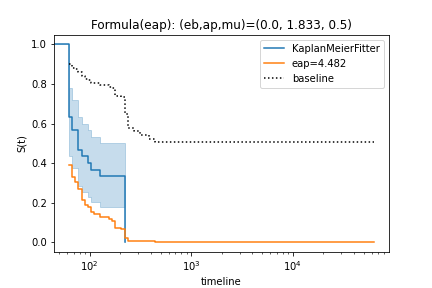 Formula(eap): (eb,ap,mu)=(0.0, 1.833, 0.5)
KaplanMeierFitter
eap=4.482
baseline
S(t)
1.0
0.8
0.6
0.4
0.2
0.0
10²
10³
10⁴
timeline